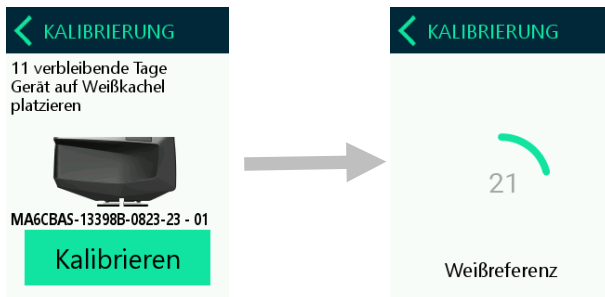 KALIBRIERUNG
11 verbleibende Tage
Gerät auf Weißkachel
platzieren
MA6CBAS-13398B-0823-23 - 01
Kalibrieren
KALIBRIERUNG
21
Weißreferenz